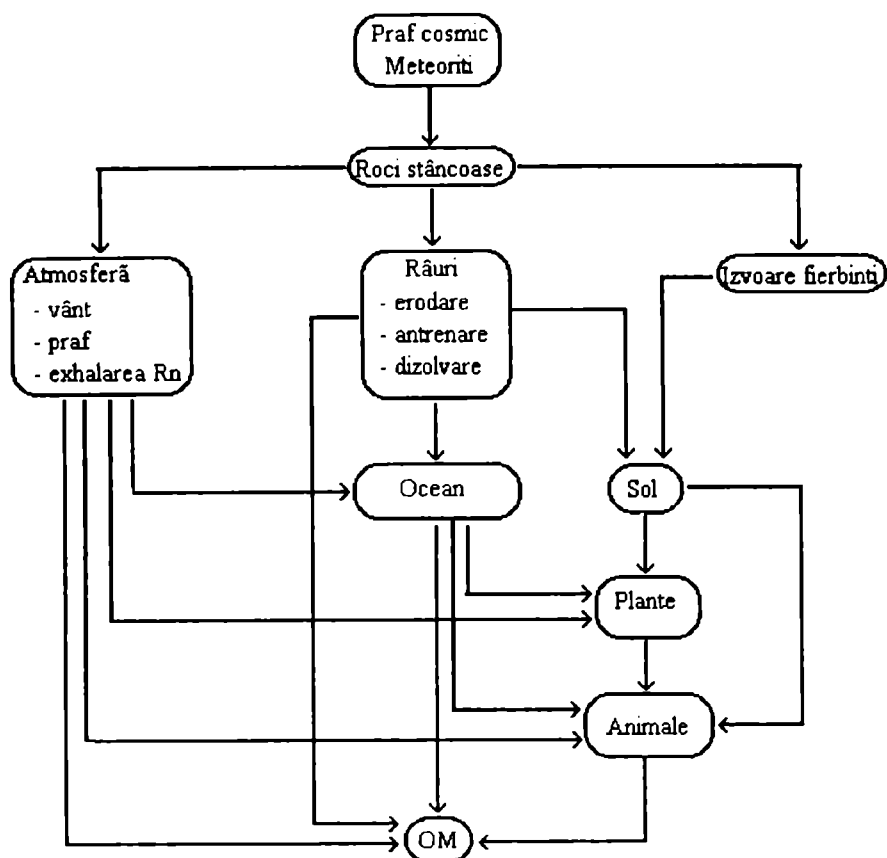 Praf cosmic
Meteoriti
Roci stâncoase
Atmosferã
- vânt
- praf
- exhalarea Rn
Râuri
- erodare
- antrenare
- dizolvare
Izvoare fierbinti
Ocean
Sol
Plante
Animale
OM